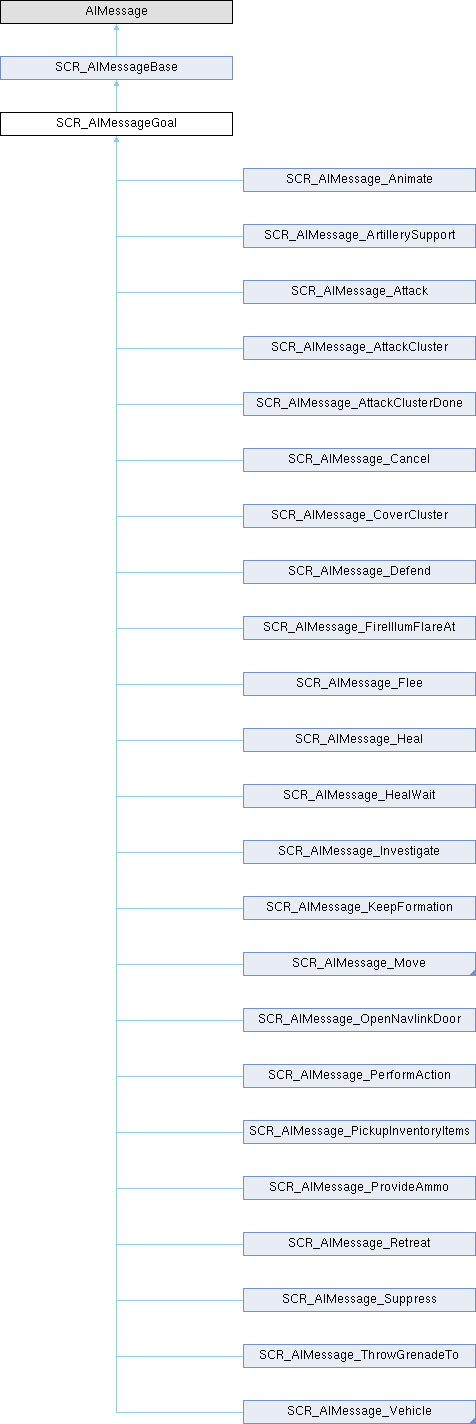 AIMessage
SCR_AIMessageBase
SCR_AIMessageGoal
SCR_AIMessage_Animate
SCR_AIMessage_ArtillerySupport
SCR_AIMessage_Attack
SCR_AIMessage_AttackCluster
SCR_AIMessage_AttackClusterDone
SCR_AIMessage_Cancel
SCR_AIMessage_CoverCluster
SCR_AIMessage_Defend
SCR_AIMessage_FireIllumFlareAt
SCR_AIMessage_Flee
SCR_AIMessage_Heal
SCR_AIMessage_HealWait
SCR_AIMessage_Investigate
SCR_AIMessage_KeepFormation
SCR_AIMessage_Move
SCR_AIMessage_OpenNavlinkDoor
SCR_AIMessage_PerformAction
SCR_AIMessage_PickupInventoryItems
SCR_AIMessage_ProvideAmmo
SCR_AIMessage_Retreat
SCR_AIMessage_Suppress
SCR_AIMessage_ThrowGrenadeTo
SCR_AIMessage_Vehicle